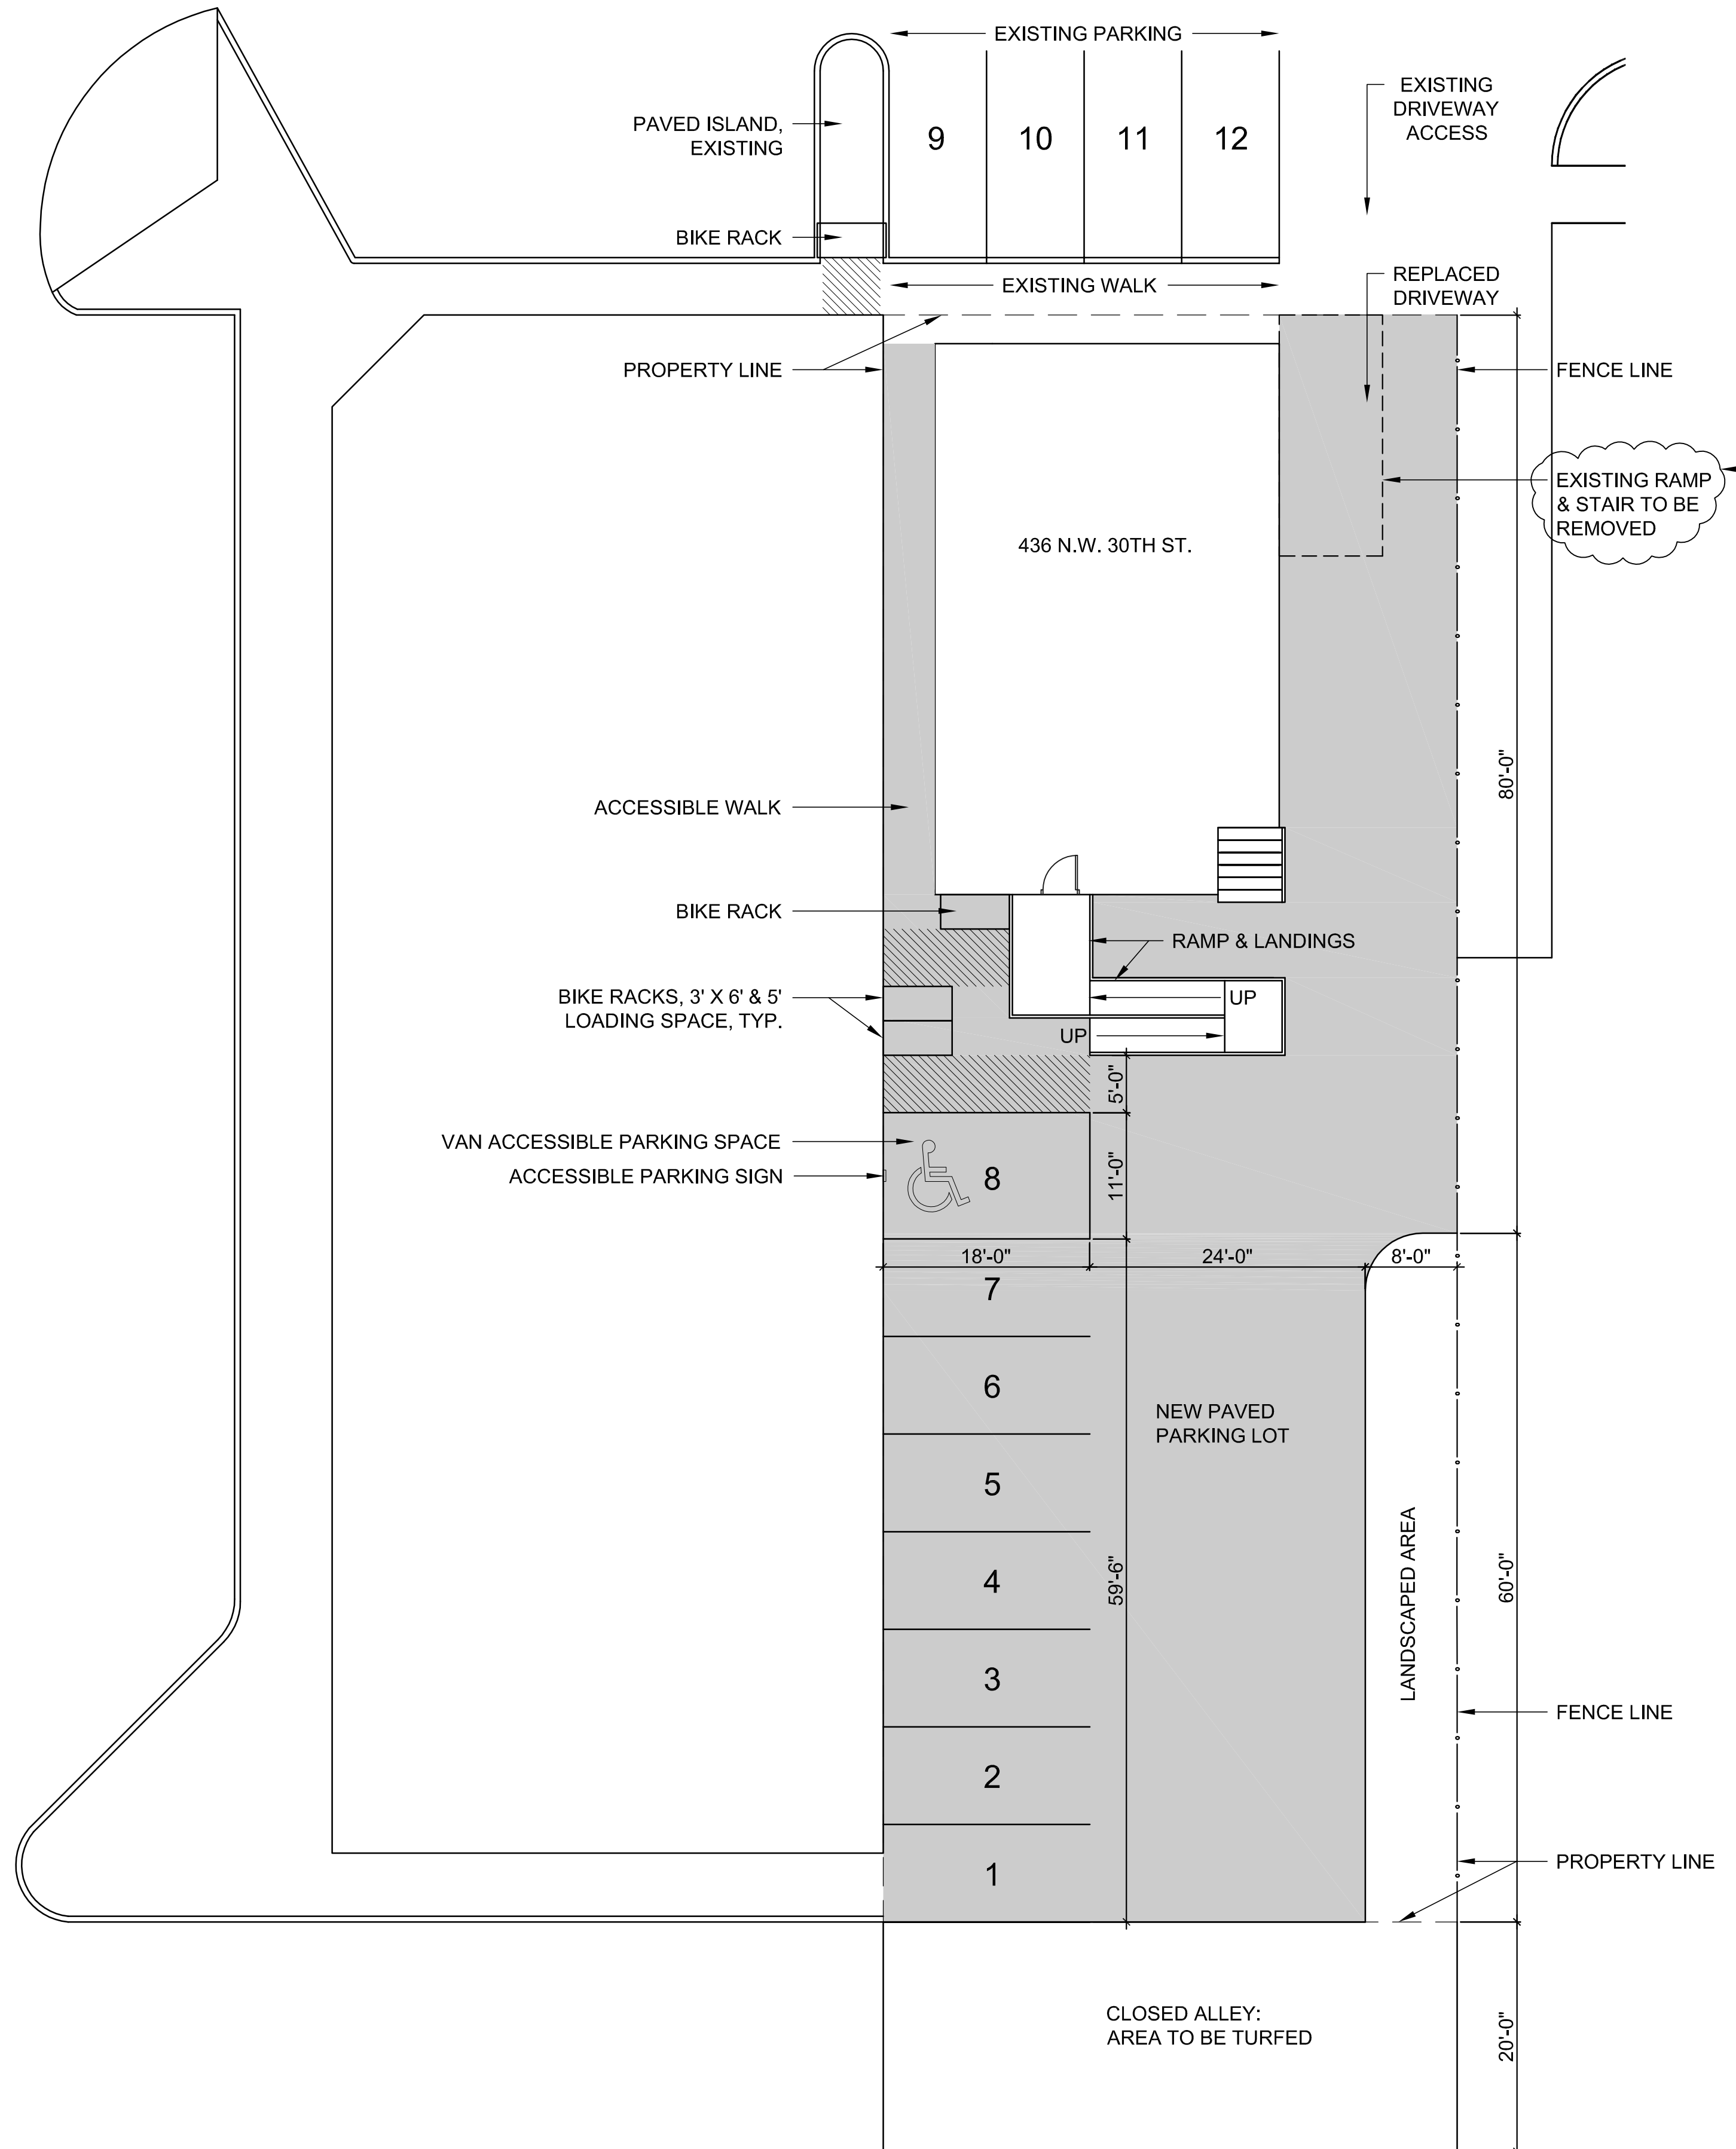 EXISTING PARKING
EXISTING
DRIVEWAY
ACCESS
PAVED ISLAND,
EXISTING
9
10
11
12
BIKE RACK
EXISTING WALK
REPLACED
DRIVEWAY
PROPERTY LINE
FENCE LINE
EXISTING RAMP
& STAIR TO BE
REMOVED
436 N.W. 30TH ST.
80'-0"
ACCESSIBLE WALK
BIKE RACK
RAMP & LANDINGS
BIKE RACKS, 3' X 6' & 5'
LOADING SPACE, TYP.
UP
UP
5'-0"
VAN ACCESSIBLE PARKING SPACE
ACCESSIBLE PARKING SIGN
8
11'-0"
18'-0"
24'-0"
8'-0"
7
6
NEW PAVED
PARKING LOT
5
4
59'-6"
LANDSCAPED AREA
60'-0"
3
FENCE LINE
2
1
PROPERTY LINE
CLOSED ALLEY:
AREA TO BE TURFED
20'-0"